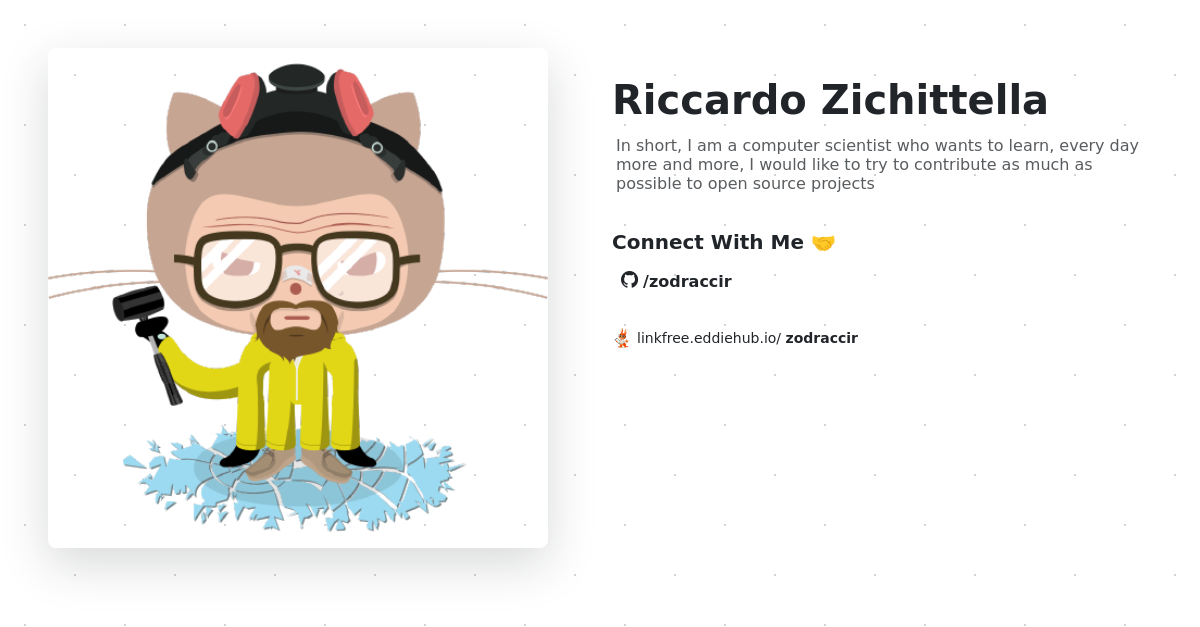 Riccardo Zichittella
In short, I am a computer scientist who wants to learn, every day
more and more, I would like to try to contribute as much as
possible to open source projects
Connect With Me 🤝
/zodraccir
linkfree.eddiehub.io/ zodraccir